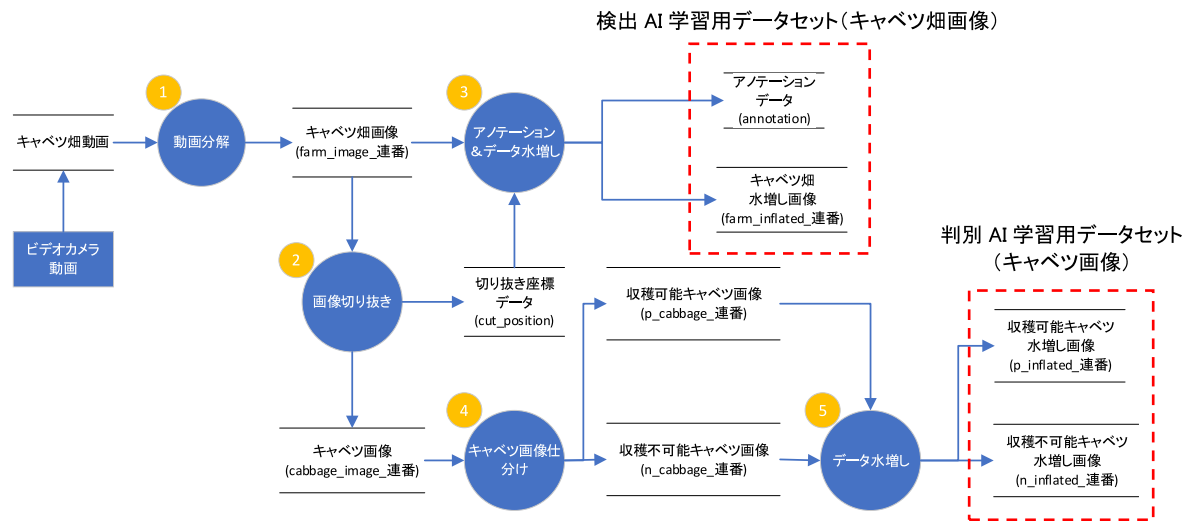 検出 AI 学習用データセット（キャベツ畑画像）
1
3
アノテーション
データ
(annotation)
キャベツ畑動画
動画分解
キャベツ畑画像
(farm_image_連番)
アノテーション
＆データ水増し
キャベツ畑
水増し画像
(farm_inflated_連番)
ビデオカメラ
動画
2
画像切り抜き
切り抜き座標
データ
(cut_position)
収穫可能キャベツ画像
(p_cabbage_連番)
判別 AI 学習用データセット
（キャベツ画像）
収穫可能キャベツ
水増し画像
(p_inflated_連番)
キャベツ画像
(cabbage_image_連番)
4
キャベツ画像仕
分け
収穫不可能キャベツ画像
(n_cabbage_連番)
5
データ水増し
収穫不可能キャベツ
水増し画像
(n_inflated_連番)